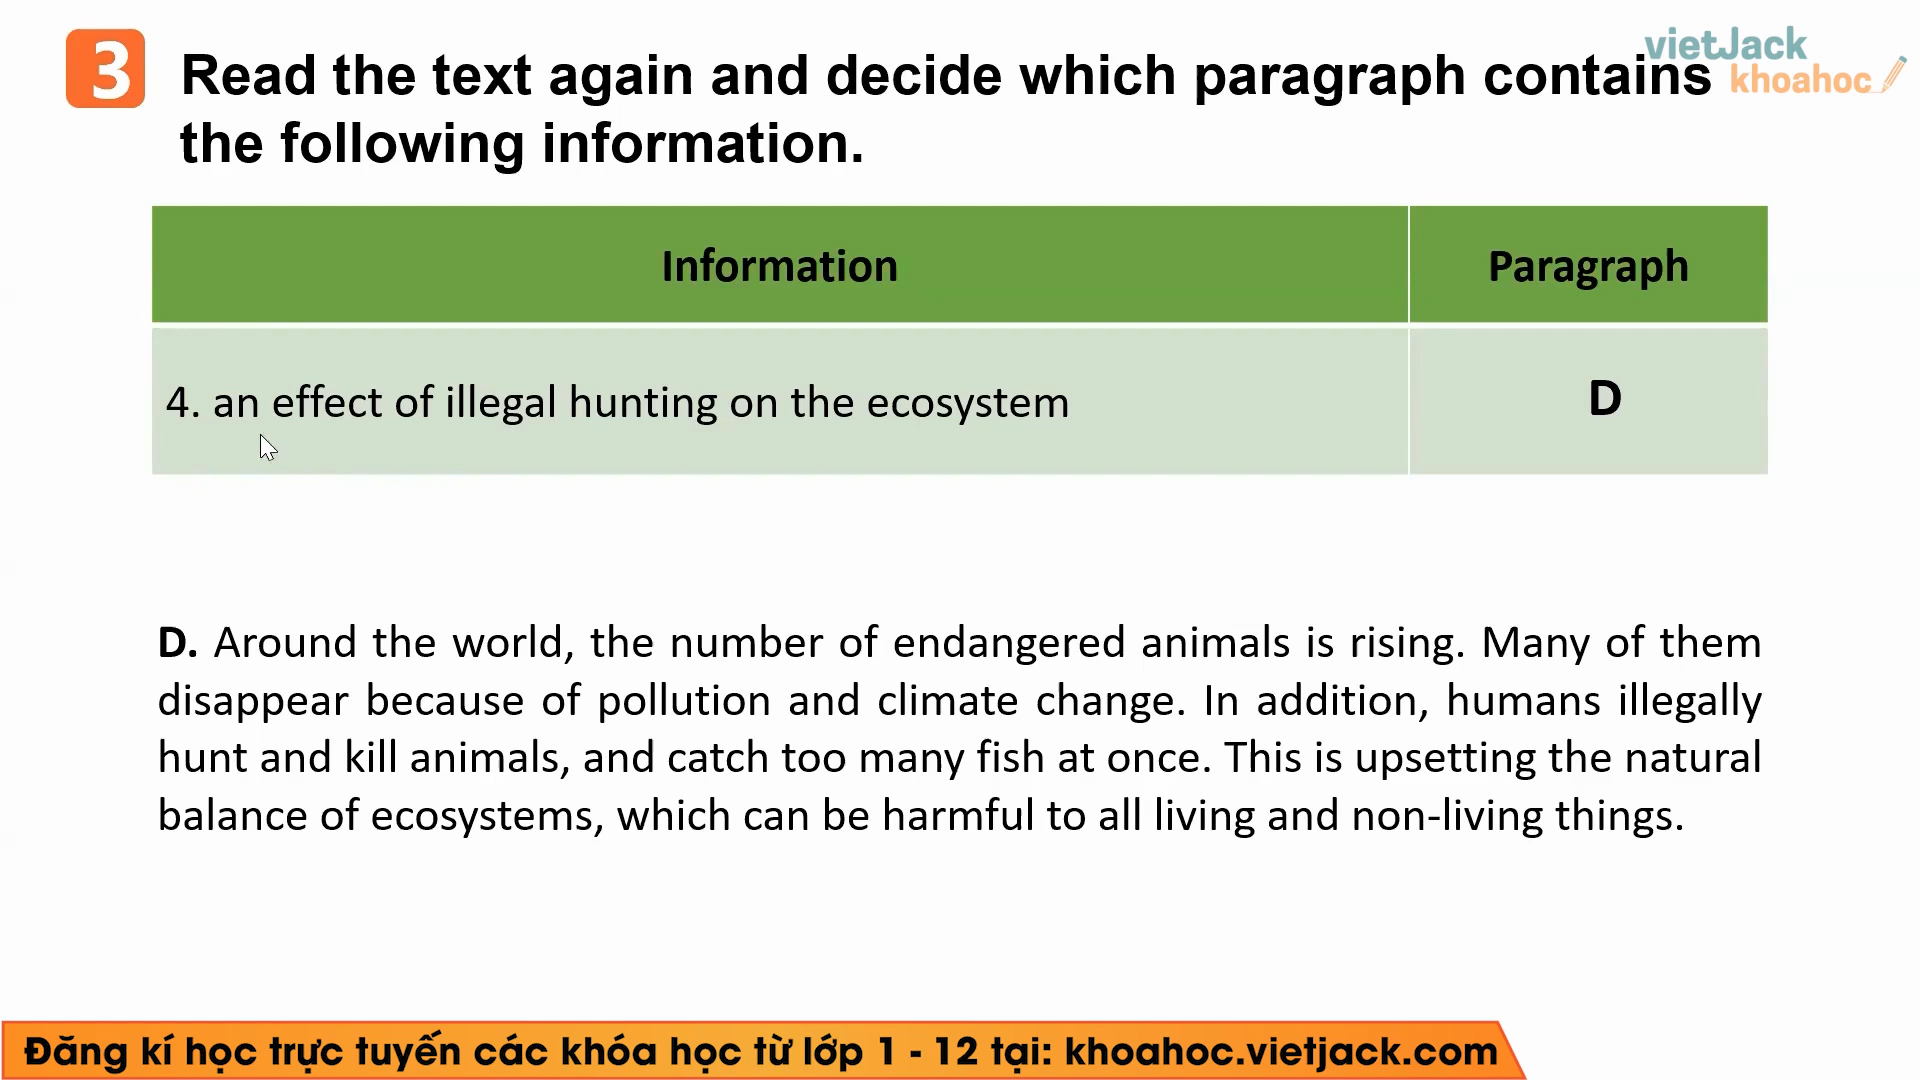 3
Read the text again and decide which paragraph contains
the following information.
vietJack
khoahoc
Information
Paragraph
4. an effect of illegal hunting on the ecosystem
D
D. Around the world, the number of endangered animals is rising. Many of them
disappear because of pollution and climate change. In addition, humans illegally
hunt and kill animals, and catch too many fish at once. This is upsetting the natural
balance of ecosystems, which can be harmful to all living and non-living things.
Đăng kí học trực tuyến các khóa học từ lớp 1 - 12 tại: khoahoc.vietjack.com